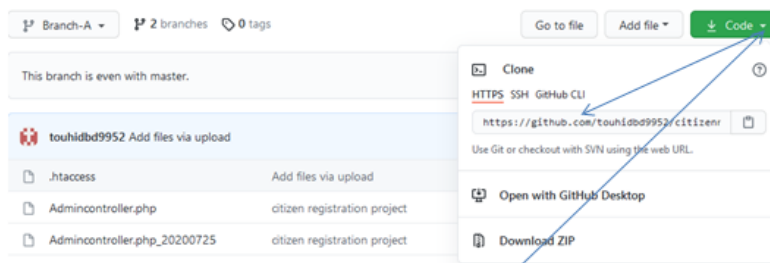 Branch-A
2 branches
0 tags
Go to file
Add file
Code
This branch is even with master.
touhidbd9952 Add files via upload
.htaccess
Add files via upload
Admincontroller.php
citizen registration project
Admincontroller.php_20200725
citizen registration project
Clone
HTTPS SSH GitHub CLI
https://github.com/touhidbd9952/citizenr
Use Git or checkout with SVN using the web URL.
Open with GitHub Desktop
Download ZIP